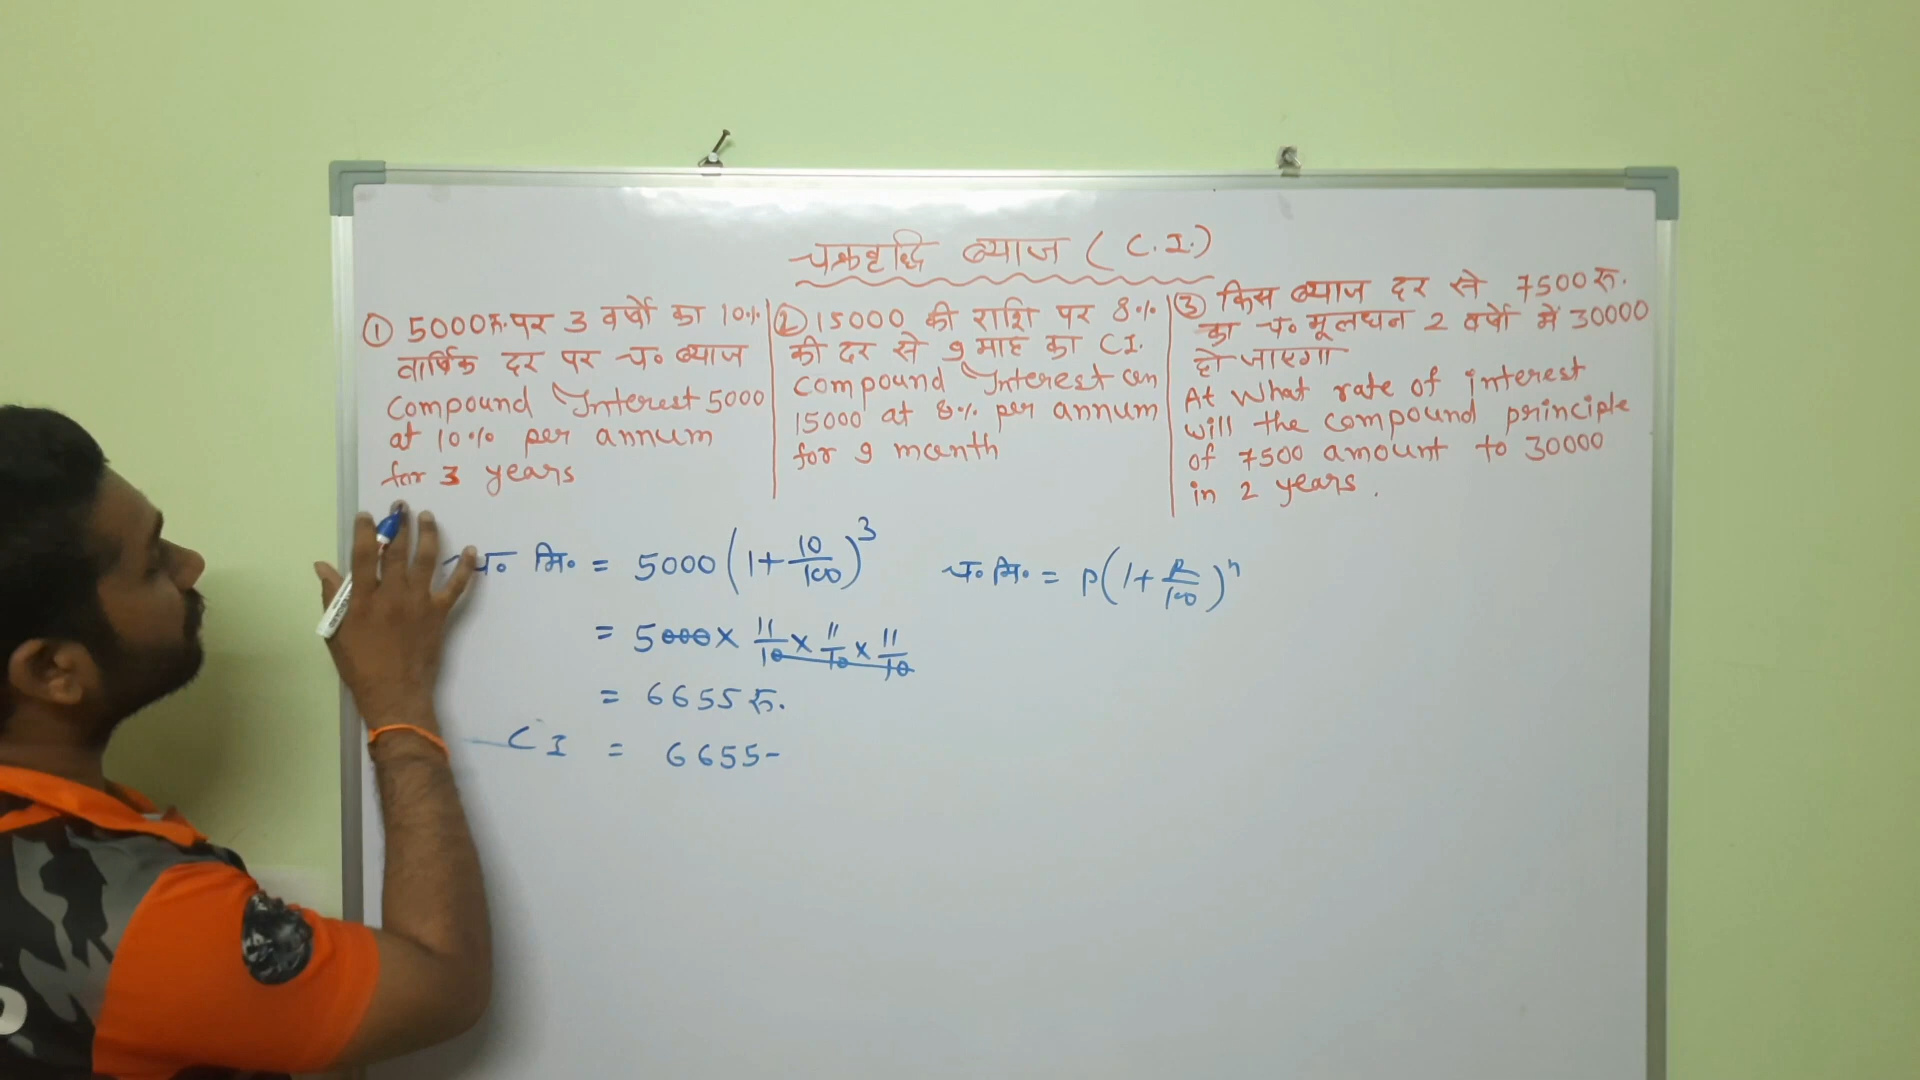 चक्रवृद्धि ब्याज ( C.I.)
① 5000रु. पर 3 वर्षों का 10%
वार्षिक दर पर च० ब्याज
Compound Interest 5000
at 10% per annum
for 3 years
② 15000 की राशि पर 8%
की दर से 9 माह का CI.
Compound Interest on
15000 at 8% per annum
for 9 month
③ किस ब्याज दर से 7500रु.
का च० मूलधन 2 वर्षों में 30000
हो जाएगा
At What rate of interest
will the compound principle
of 7500 amount to 30000
in 2 years.
च० मि० = 5000(1+10/100)^3
= 5000 x 11/10 x 11/10 x 11/10
= 6655 रु.
CI = 6655-
च० मि० = P(1+R/100)^n